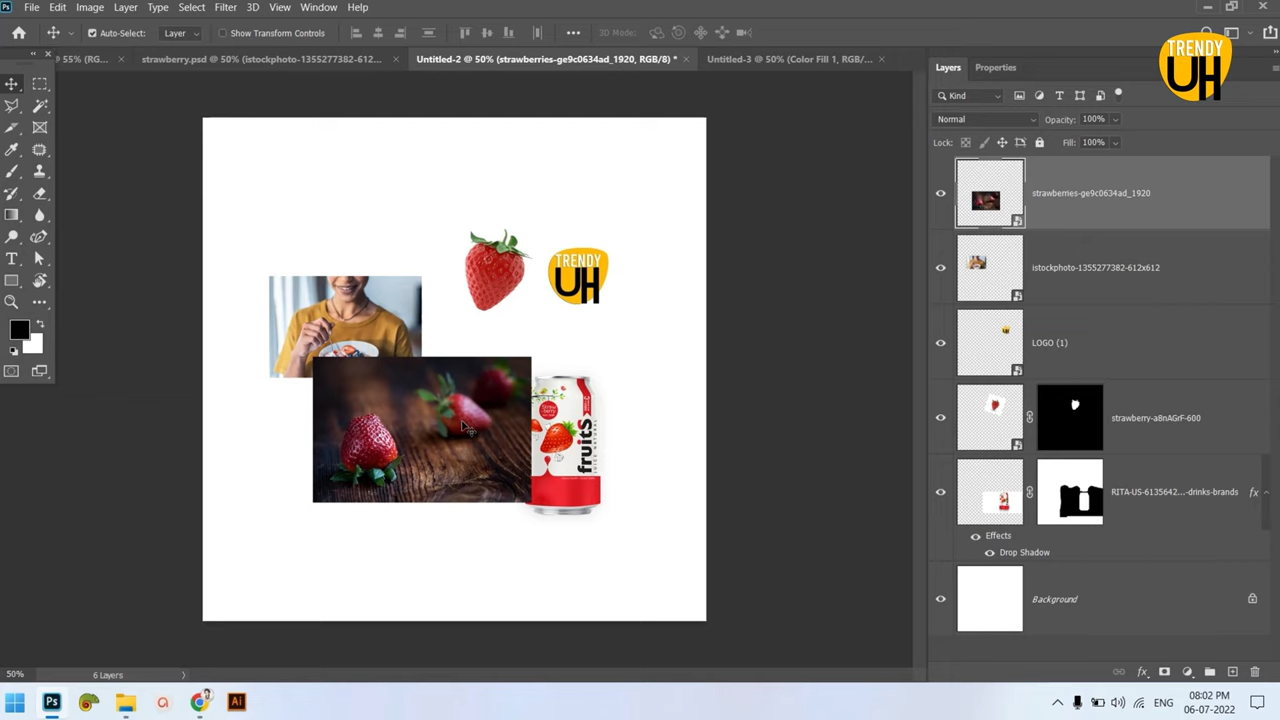 File Edit Image Layer Type Select Filter 3D View Window Help
Auto-Select: Layer Show Transform Controls 3D Mode:
55% (RG... strawberry.psd @ 50% (istockphoto-1355277382-612... Untitled-2 @ 50% (strawberries-ge9c0634ad_1920, RGB/8) * Untitled-3 @ 50% (Color Fill 1, RGB/...
Layers Properties
TRENDY
UH
Kind
Normal Opacity: 100%
Lock: Fill: 100%
strawberries-ge9c0634ad_1920
istockphoto-1355277382-612x612
LOGO (1)
strawberry-a8nAGrF-600
RITA-US-6135642,...-drinks-brands fx
Effects
Drop Shadow
Background
TRENDY
UH
fruits
50% 6 Layers
Ps Ai
ENG
08:02 PM
06-07-2022